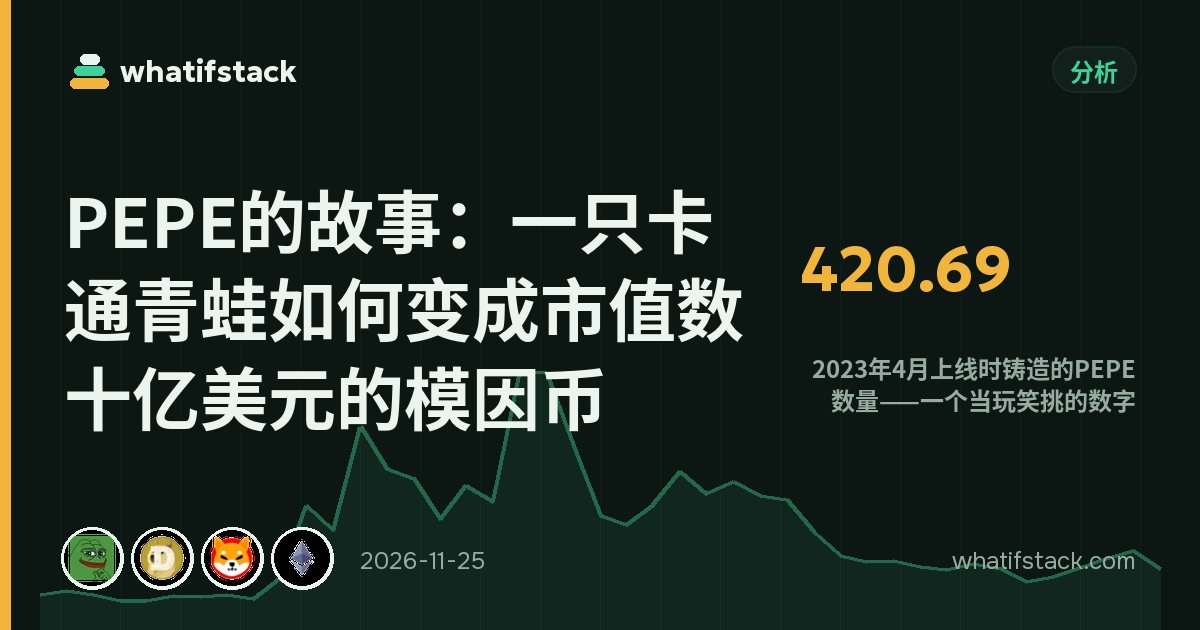 whatifstack
分析
PEPE的故事：一只卡
通青蛙如何变成市值数
十亿美元的模因币
420.69
2023年4月上线时铸造的PEPE
数量——一个当玩笑挑的数字
2026-11-25
whatifstack.com